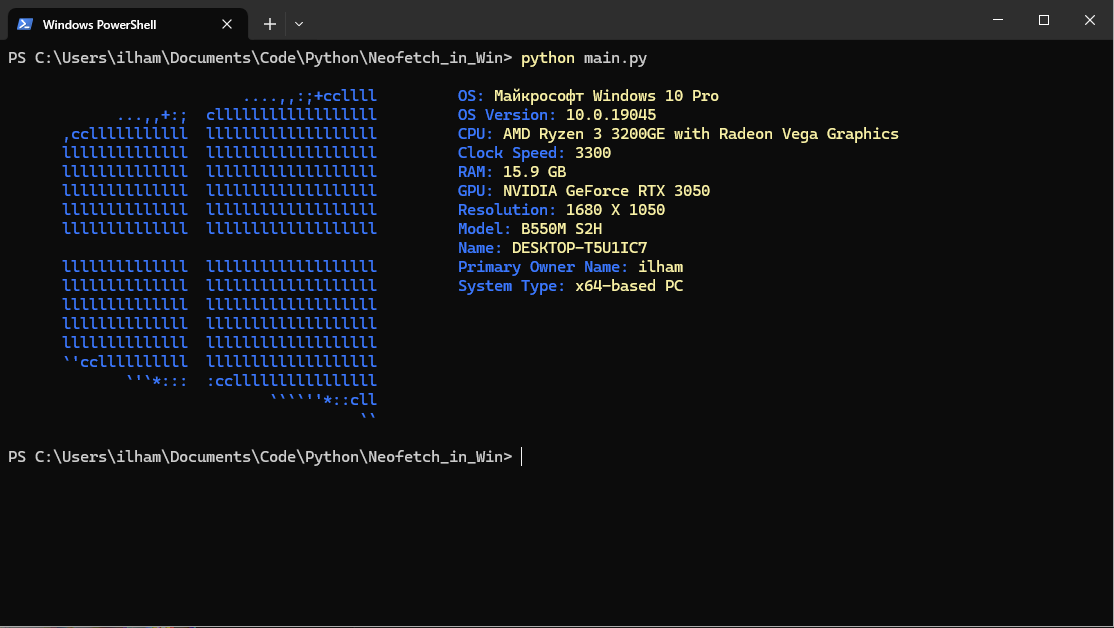 Windows PowerShell
PS C:\Users\ilham\Documents\Code\Python\Neofetch_in_Win> python main.py
                          ....,,:;+ccllll         OS: Майкрософт Windows 10 Pro
            ...,,+:;  clllllllllllllllllll         OS Version: 10.0.19045
      ,cclllllllllll  lllllllllllllllllll         CPU: AMD Ryzen 3 3200GE with Radeon Vega Graphics
      llllllllllllll  lllllllllllllllllll         Clock Speed: 3300
      llllllllllllll  lllllllllllllllllll         RAM: 15.9 GB
      llllllllllllll  lllllllllllllllllll         GPU: NVIDIA GeForce RTX 3050
      llllllllllllll  lllllllllllllllllll         Resolution: 1680 X 1050
      llllllllllllll  lllllllllllllllllll         Model: B550M S2H
                                                  Name: DESKTOP-T5U1IC7
      llllllllllllll  lllllllllllllllllll         Primary Owner Name: ilham
      llllllllllllll  lllllllllllllllllll         System Type: x64-based PC
      llllllllllllll  lllllllllllllllllll
      llllllllllllll  lllllllllllllllllll
      llllllllllllll  lllllllllllllllllll
      ``ccllllllllll  lllllllllllllllllll
             ```*:::  :ccllllllllllllllll
                             ````''*::cll
                                       ``
PS C:\Users\ilham\Documents\Code\Python\Neofetch_in_Win>